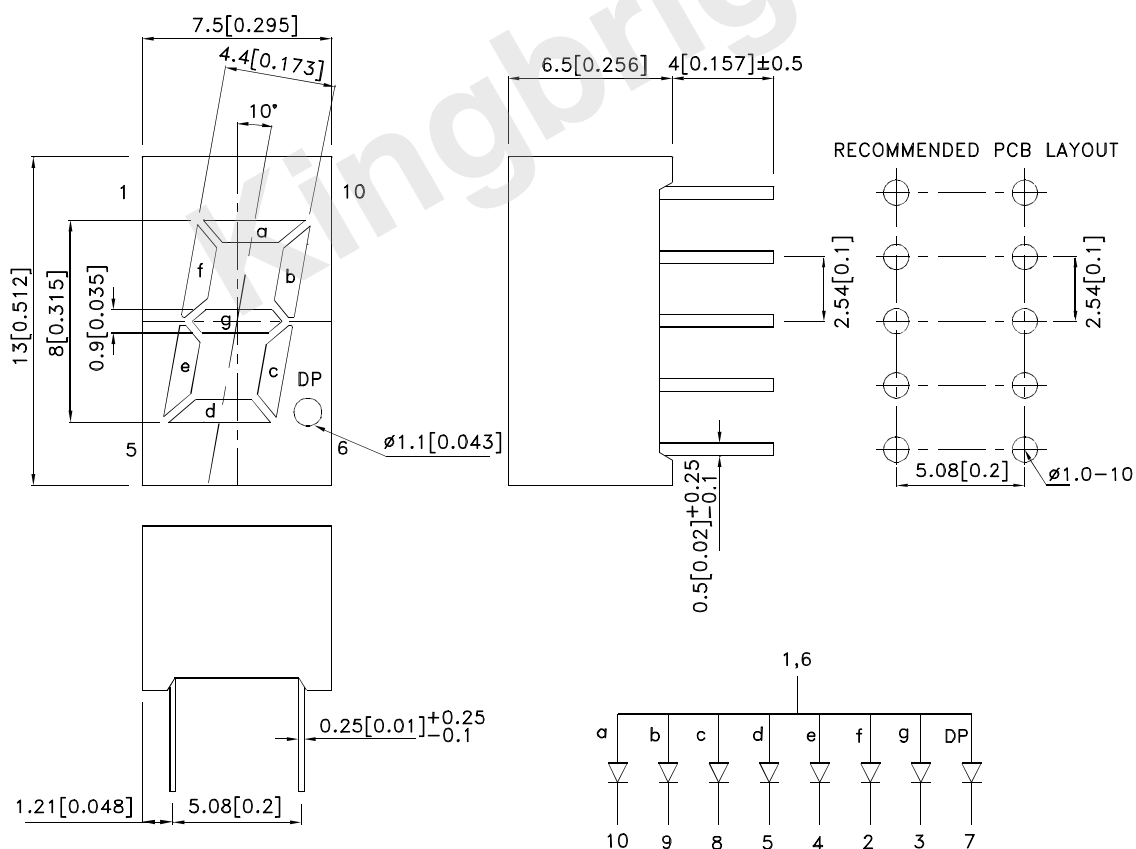 7.5[0.295]
4.4[0.173]
10°
1
10
a
f
b
g
e
c
d
DP
5
6
13[0.512]
8[0.315]
0.9[0.035]
ø1.1[0.043]
6.5[0.256]
4[0.157]±0.5
0.5[0.02]+0.25
-0.1
2.54[0.1]
RECOMMENDED PCB LAYOUT
2.54[0.1]
5.08[0.2]
ø1.0-10
0.25[0.01]+0.25
-0.1
1.21[0.048]
5.08[0.2]
1,6
a b c d e f g DP
10 9 8 5 4 2 3 7
Kingbrig